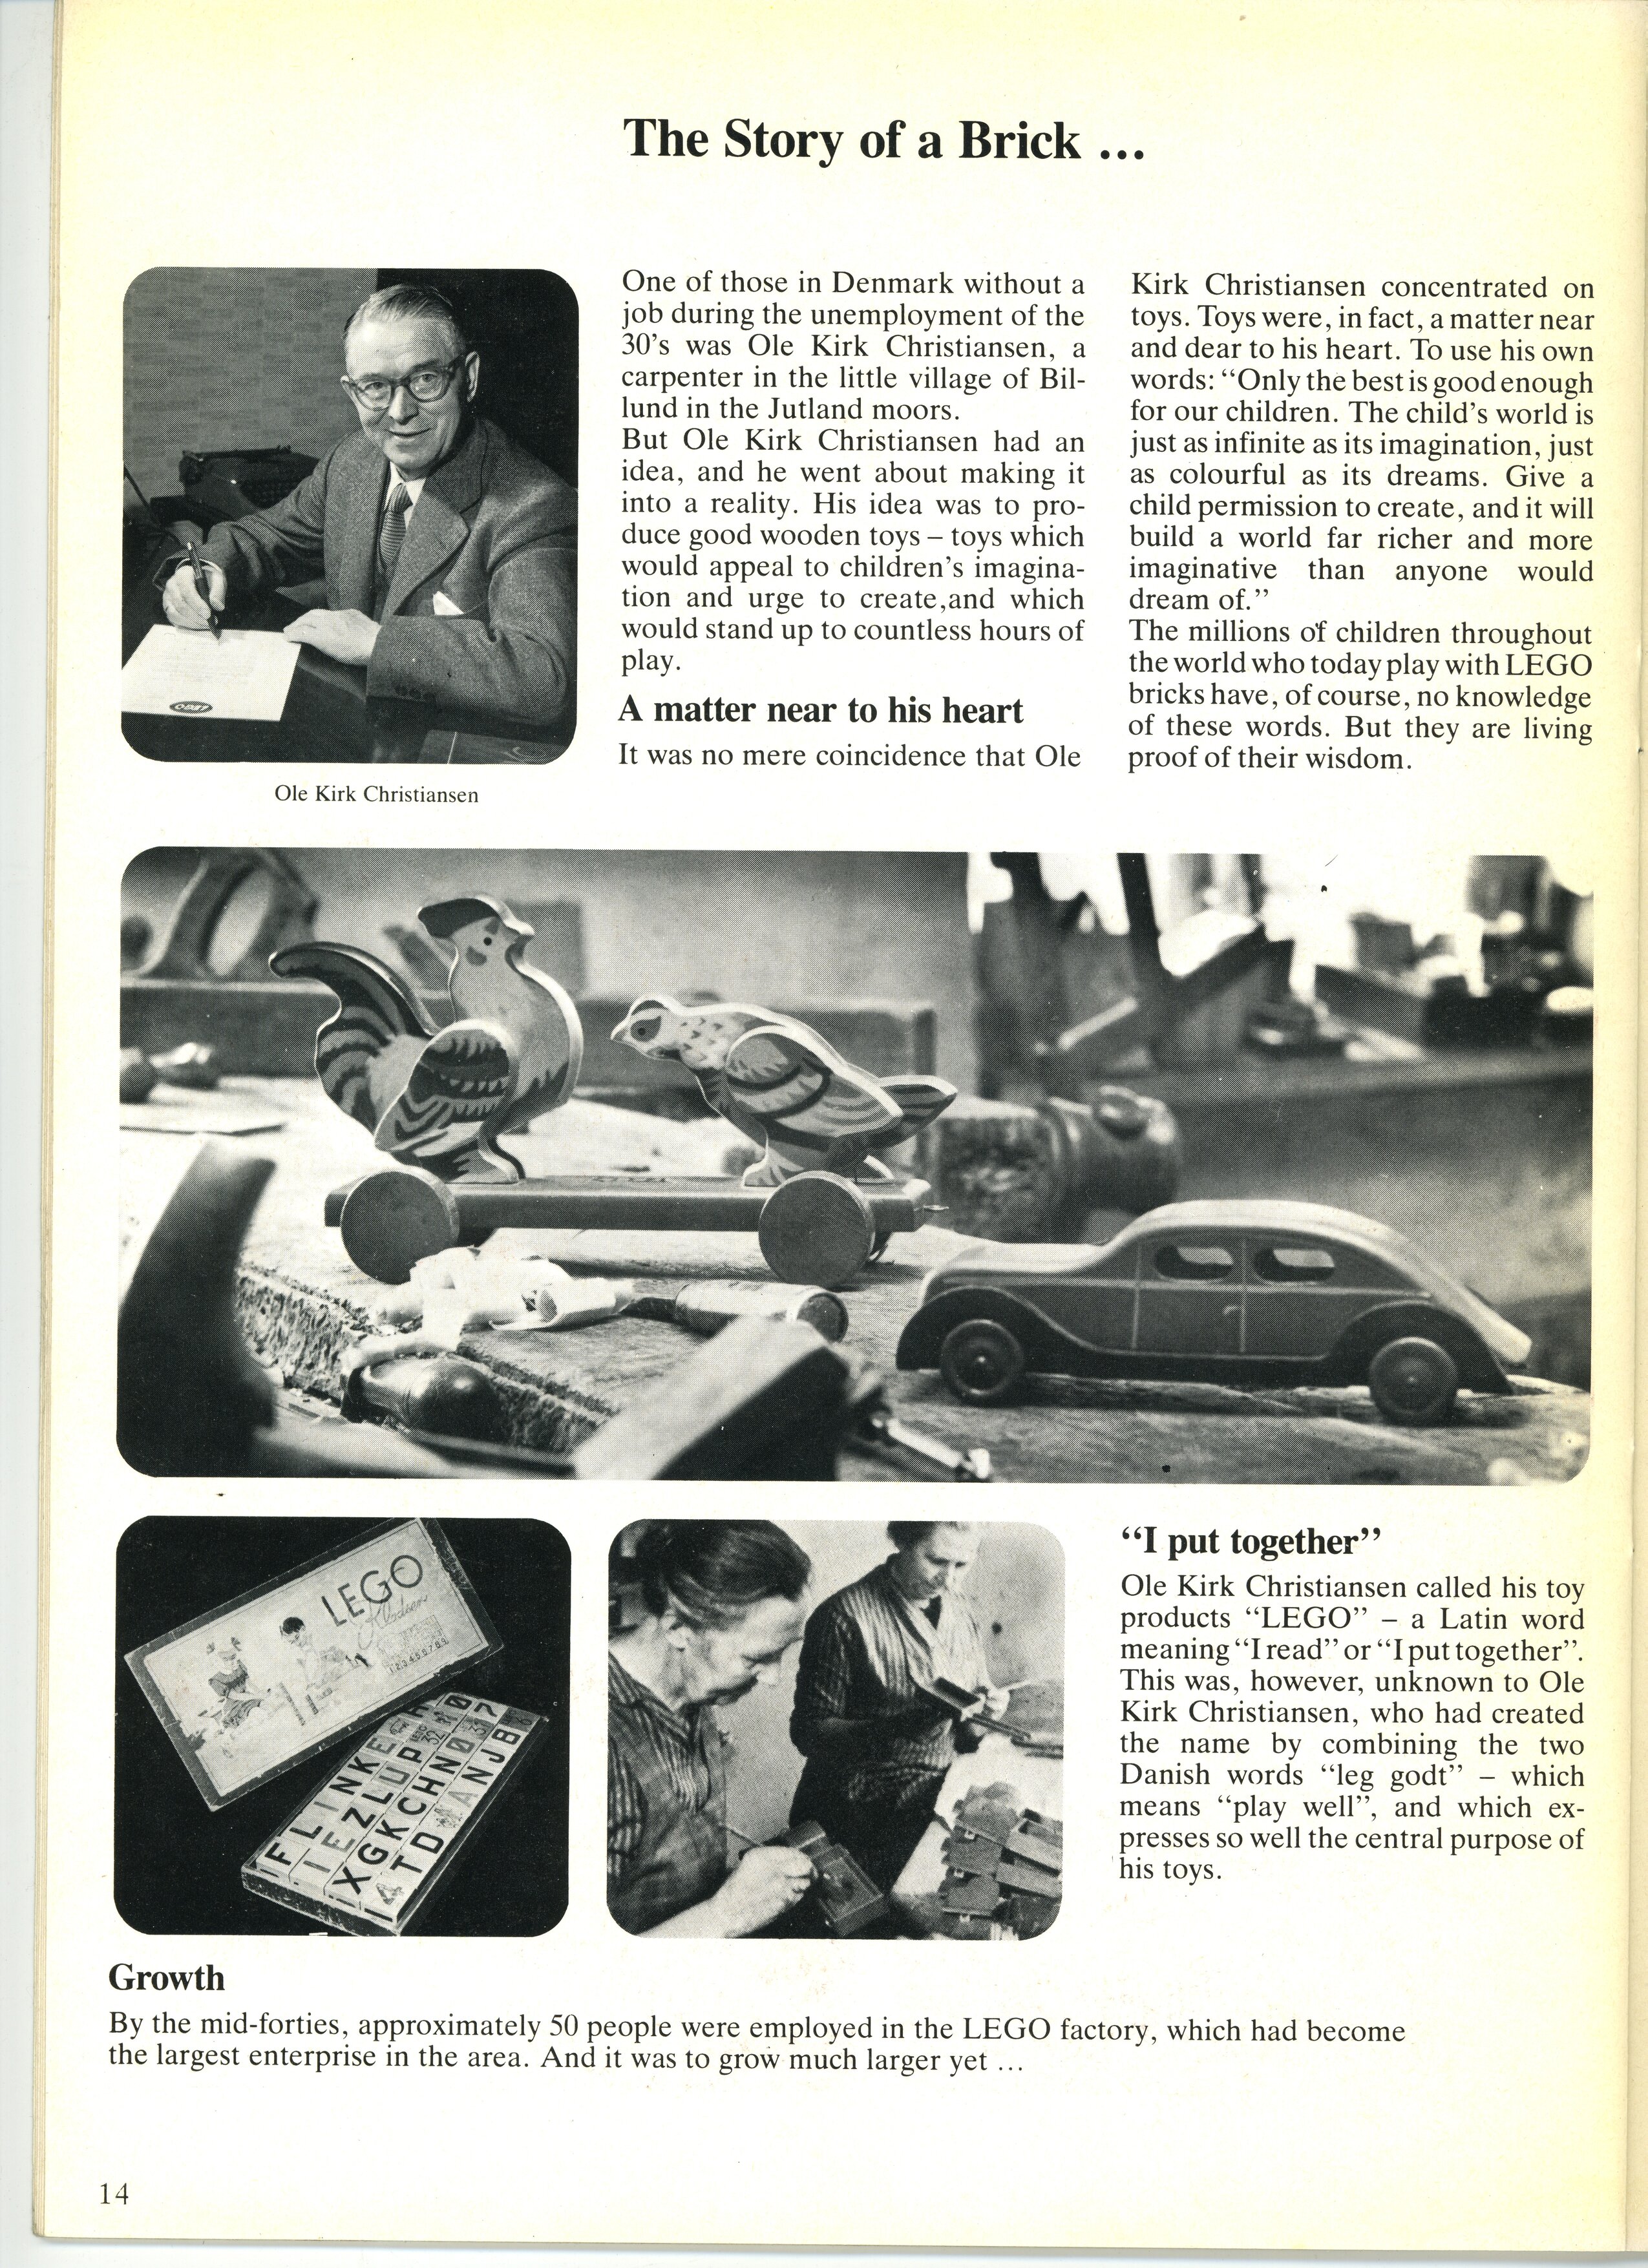 The Story of a Brick ...
One of those in Denmark without a
job during the unemployment of the
30's was Ole Kirk Christiansen, a
carpenter in the little village of Bil-
lund in the Jutland moors.
But Ole Kirk Christiansen had an
idea, and he went about making it
into a reality. His idea was to pro-
duce good wooden toys – toys which
would appeal to children's imagina-
tion and urge to create,and which
would stand up to countless hours of
play.
A matter near to his heart
It was no mere coincidence that Ole
Kirk Christiansen concentrated on
toys. Toys were, in fact, a matter near
and dear to his heart. To use his own
words: “Only the best is good enough
for our children. The child's world is
just as infinite as its imagination, just
as colourful as its dreams. Give a
child permission to create, and it will
build a world far richer and more
imaginative than anyone would
dream of.”
The millions of children throughout
the world who today play with LEGO
bricks have, of course, no knowledge
of these words. But they are living
proof of their wisdom.
LEGO
Ole Kirk Christiansen
LEGO
Klodser
1234567890
“I put together”
Ole Kirk Christiansen called his toy
products “LEGO” – a Latin word
meaning “I read” or “I put together”.
This was, however, unknown to Ole
Kirk Christiansen, who had created
the name by combining the two
Danish words “leg godt” – which
means “play well”, and which ex-
presses so well the central purpose of
his toys.
Growth
By the mid-forties, approximately 50 people were employed in the LEGO factory, which had become
the largest enterprise in the area. And it was to grow much larger yet ...
14